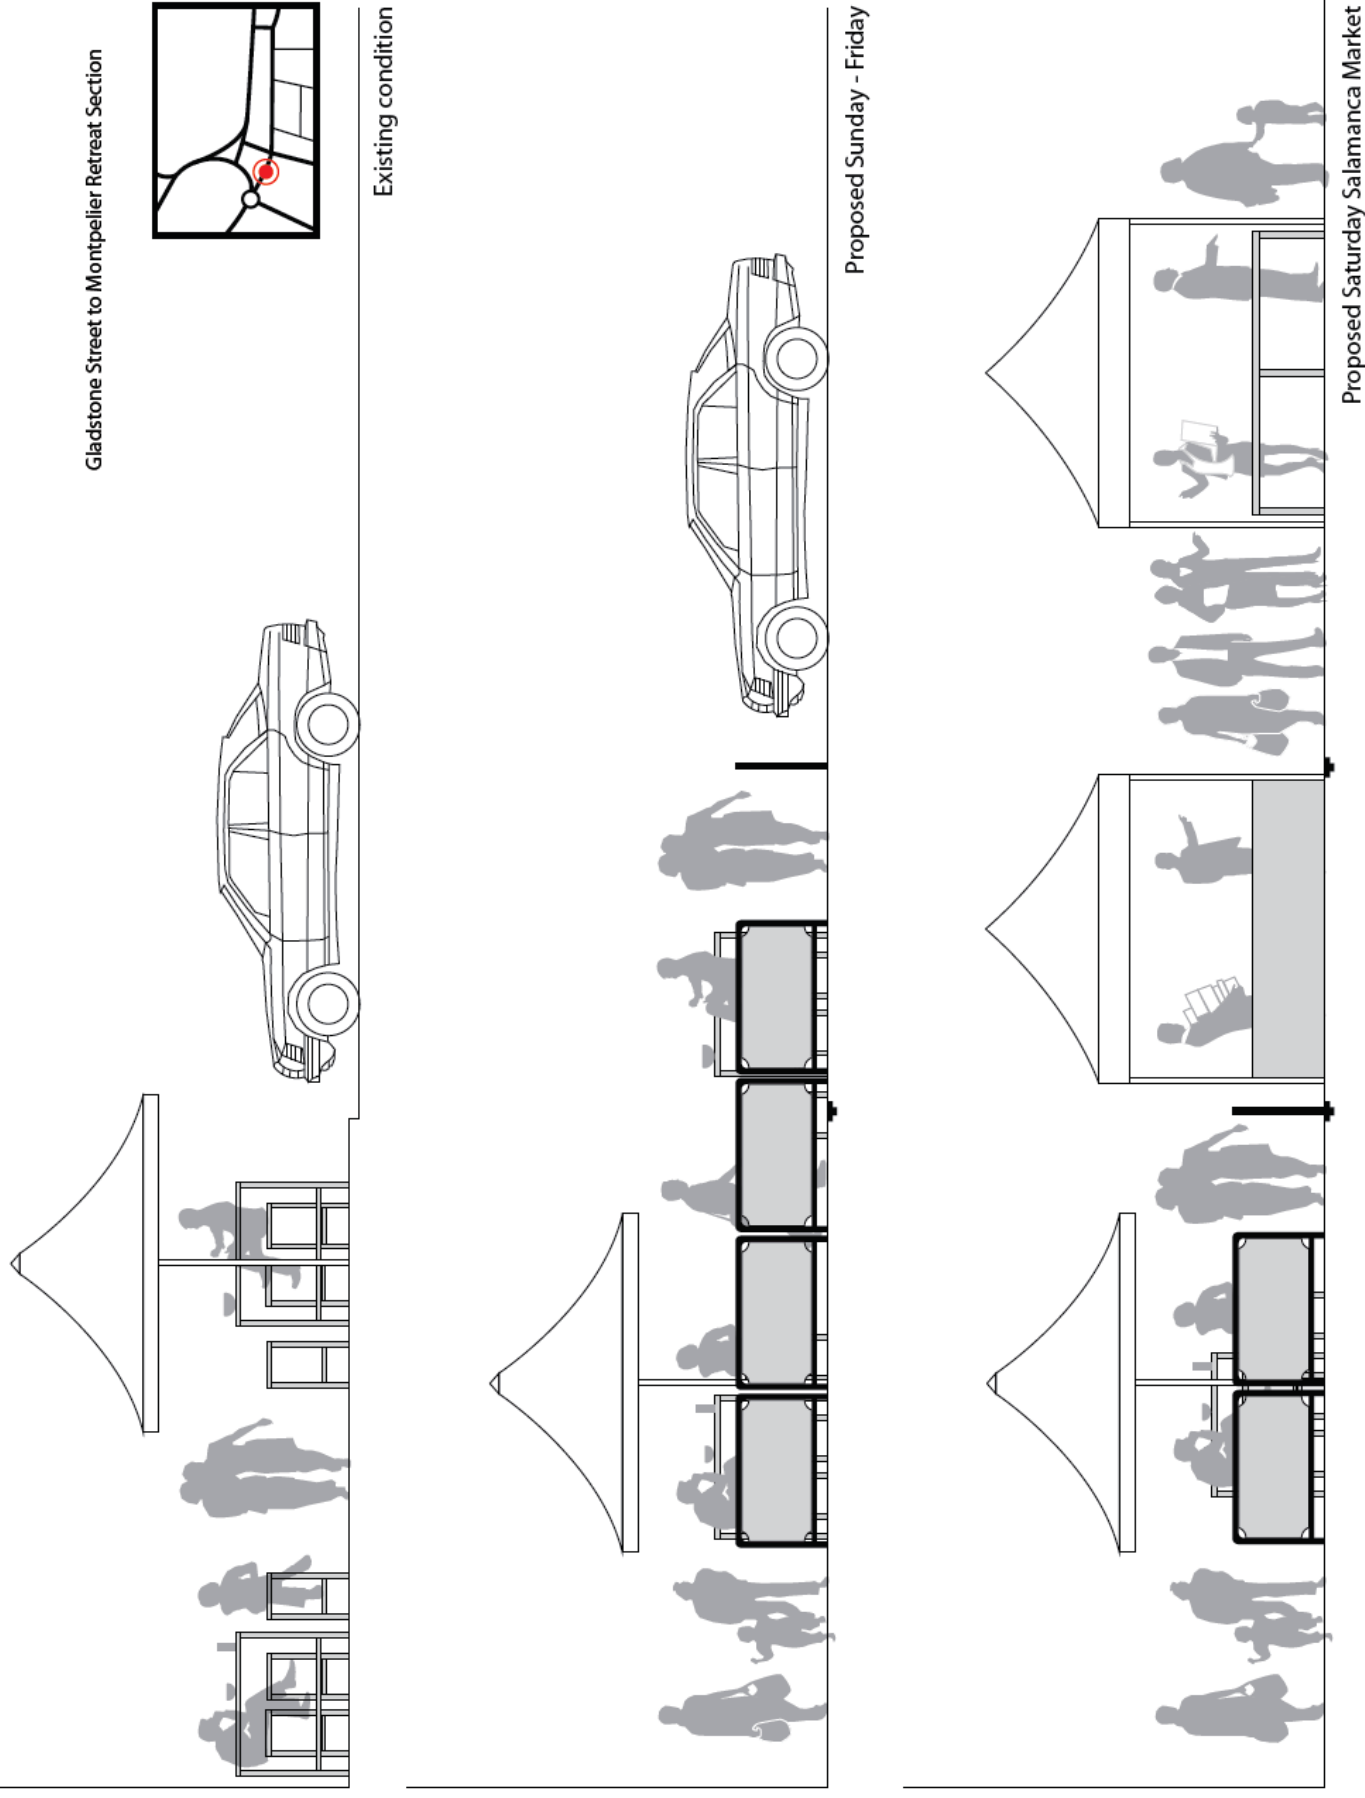 Gladstone Street to Montpelier Retreat Section
Existing condition
Proposed Sunday - Friday
Proposed Saturday Salamanca Market